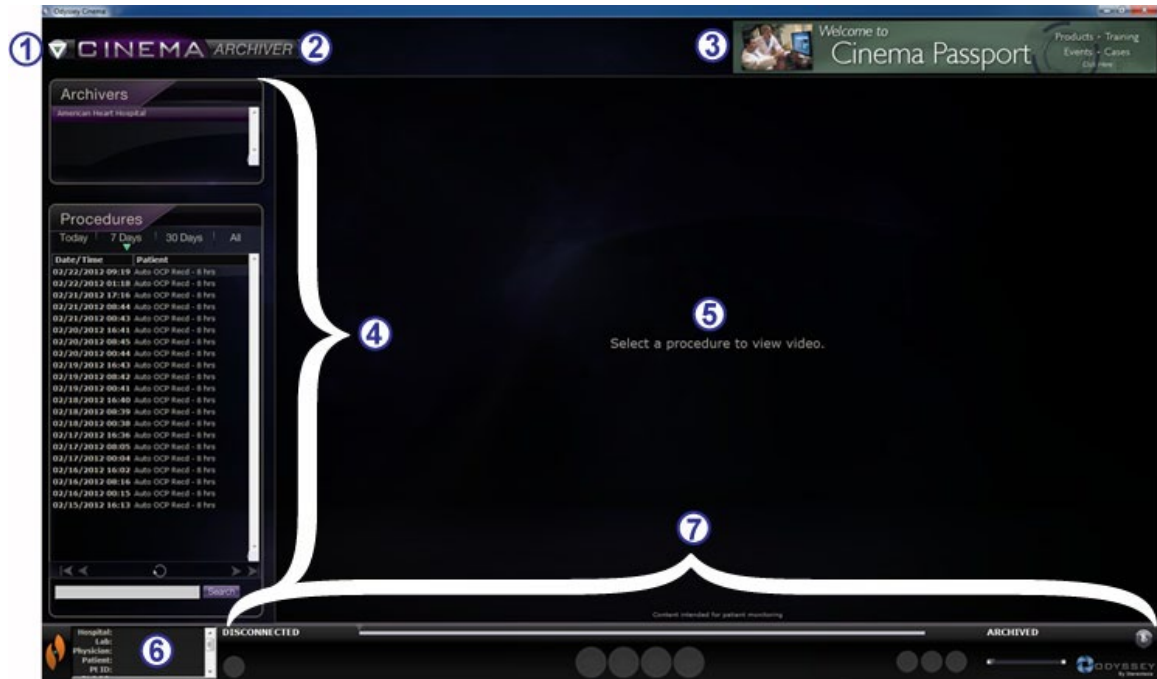 Odyssey Cinema
1
CINEMA ARCHIVER
2
3
Welcome to
Cinema Passport
Products • Training
Events • Cases
Click Here
Archivers
American Heart Hospital
Procedures
Today 7 Days 30 Days All
Date/Time Patient
02/22/2012 09:19 Auto OCP Recd - 8 hrs
02/22/2012 01:18 Auto OCP Recd - 8 hrs
02/21/2012 17:16 Auto OCP Recd - 8 hrs
02/21/2012 08:44 Auto OCP Recd - 8 hrs
02/21/2012 00:43 Auto OCP Recd - 8 hrs
02/20/2012 16:41 Auto OCP Recd - 8 hrs
02/20/2012 08:45 Auto OCP Recd - 8 hrs
02/20/2012 00:44 Auto OCP Recd - 8 hrs
02/19/2012 16:43 Auto OCP Recd - 8 hrs
02/19/2012 08:42 Auto OCP Recd - 8 hrs
02/19/2012 00:41 Auto OCP Recd - 8 hrs
02/18/2012 16:40 Auto OCP Recd - 8 hrs
02/18/2012 08:39 Auto OCP Recd - 8 hrs
02/18/2012 00:38 Auto OCP Recd - 8 hrs
02/17/2012 16:36 Auto OCP Recd - 8 hrs
02/17/2012 08:05 Auto OCP Recd - 8 hrs
02/17/2012 00:04 Auto OCP Recd - 8 hrs
02/16/2012 16:02 Auto OCP Recd - 8 hrs
02/16/2012 08:16 Auto OCP Recd - 8 hrs
02/16/2012 00:15 Auto OCP Recd - 8 hrs
02/15/2012 16:13 Auto OCP Recd - 8 hrs
Search
4
5
Select a procedure to view video.
7
Content intended for patient monitoring
Hospital:
Lab:
Physician:
Patient:
Pt ID:
6
DISCONNECTED
ARCHIVED
ODYSSEY
By Stereotaxis